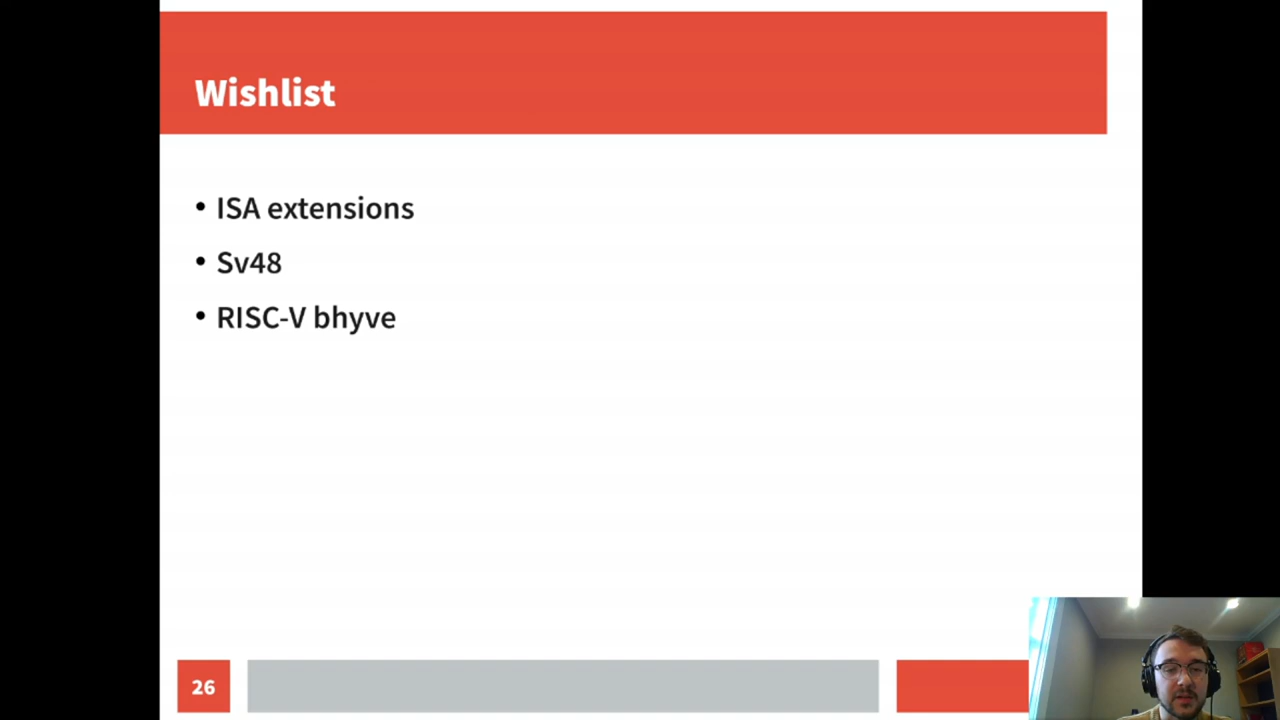 Wishlist
• ISA extensions
• Sv48
• RISC-V bhyve
26